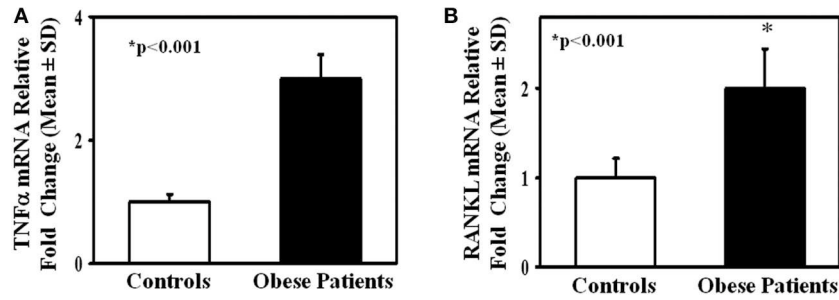 A
TNFα mRNA Relative
Fold Change (Mean ± SD)
4
2
0
*p<0.001
Controls
Obese Patients
B
RANKL mRNA Relative
Fold Change (Mean ± SD)
2
1
0
*p<0.001
*
Controls
Obese Patients